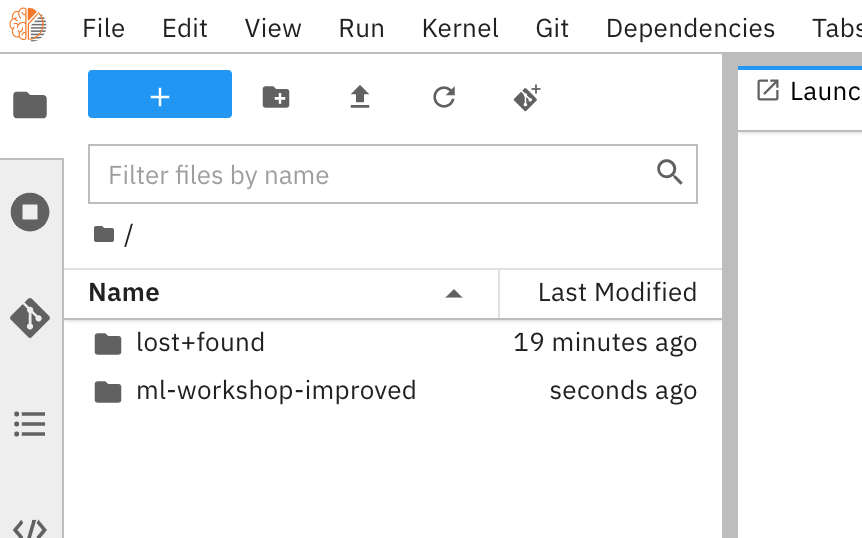 File Edit View Run Kernel Git Dependencies Tabs
Launc
Filter files by name
/
Name Last Modified
lost+found 19 minutes ago
ml-workshop-improved seconds ago